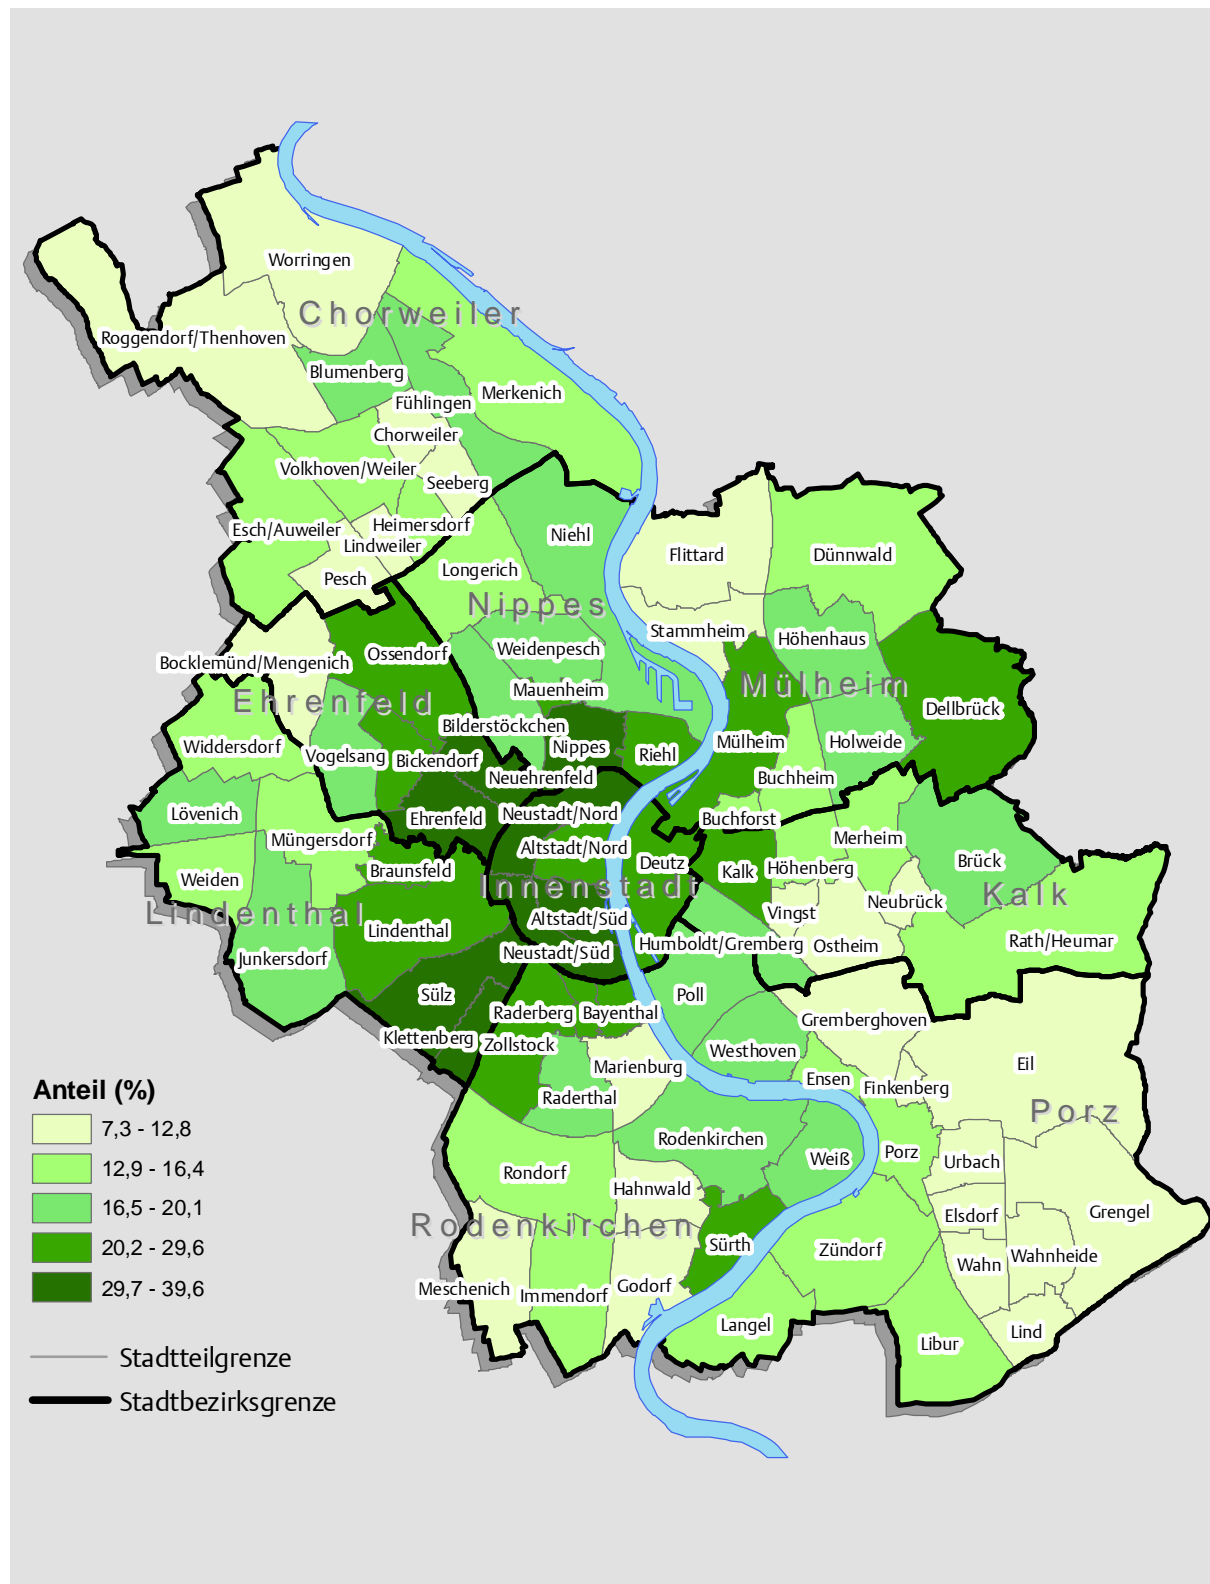 Worringen
Chorweiler
Roggendorf/Thenhoven
Blumenberg
Merkenich
Fühlingen
Chorweiler
Volkhoven/Weiler
Seeberg
Heimersdorf
Esch/Auweiler
Lindweiler
Pesch
Niehl
Longerich
Nippes
Flittard
Dünnwald
Stammheim
Höhenhaus
Weidenpesch
Ossendorf
Bocklemünd/Mengenich
Mauenheim
Mülheim
Ehrenfeld
Dellbrück
Bilderstöckchen
Widdersdorf
Vogelsang
Bickendorf
Nippes
Riehl
Mülheim
Holweide
Neuehrenfeld
Buchheim
Lövenich
Ehrenfeld
Neustadt/Nord
Buchforst
Müngersdorf
Altstadt/Nord
Merheim
Deutz
Brück
Braunsfeld
Kalk
Höhenberg
Weiden
Innenstadt
Kalk
Neubrück
Lindenthal
Altstadt/Süd
Vingst
Lindenthal
Humboldt/Gremberg
Ostheim
Rath/Heumar
Junkersdorf
Neustadt/Süd
Sülz
Poll
Raderberg
Bayenthal
Gremberghoven
Klettenberg
Zollstock
Westhoven
Marienburg
Eil
Ensen
Finkenberg
Raderthal
Porz
Rodenkirchen
Weiß
Porz
Urbach
Rondorf
Hahnwald
Rodenkirchen
Elsdorf
Grengel
Sürth
Zündorf
Wahn
Wahnheide
Meschenich
Immendorf
Godorf
Langel
Lind
Libur
Anteil (%)
7,3 - 12,8
12,9 - 16,4
16,5 - 20,1
20,2 - 29,6
29,7 - 39,6
Stadtteilgrenze
Stadtbezirksgrenze